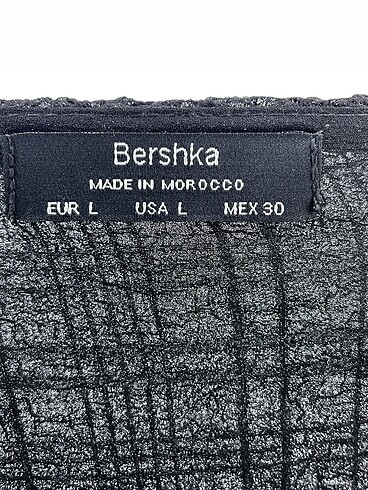 Bershka
MADE IN MOROCCO
EUR L USA L MEX 30